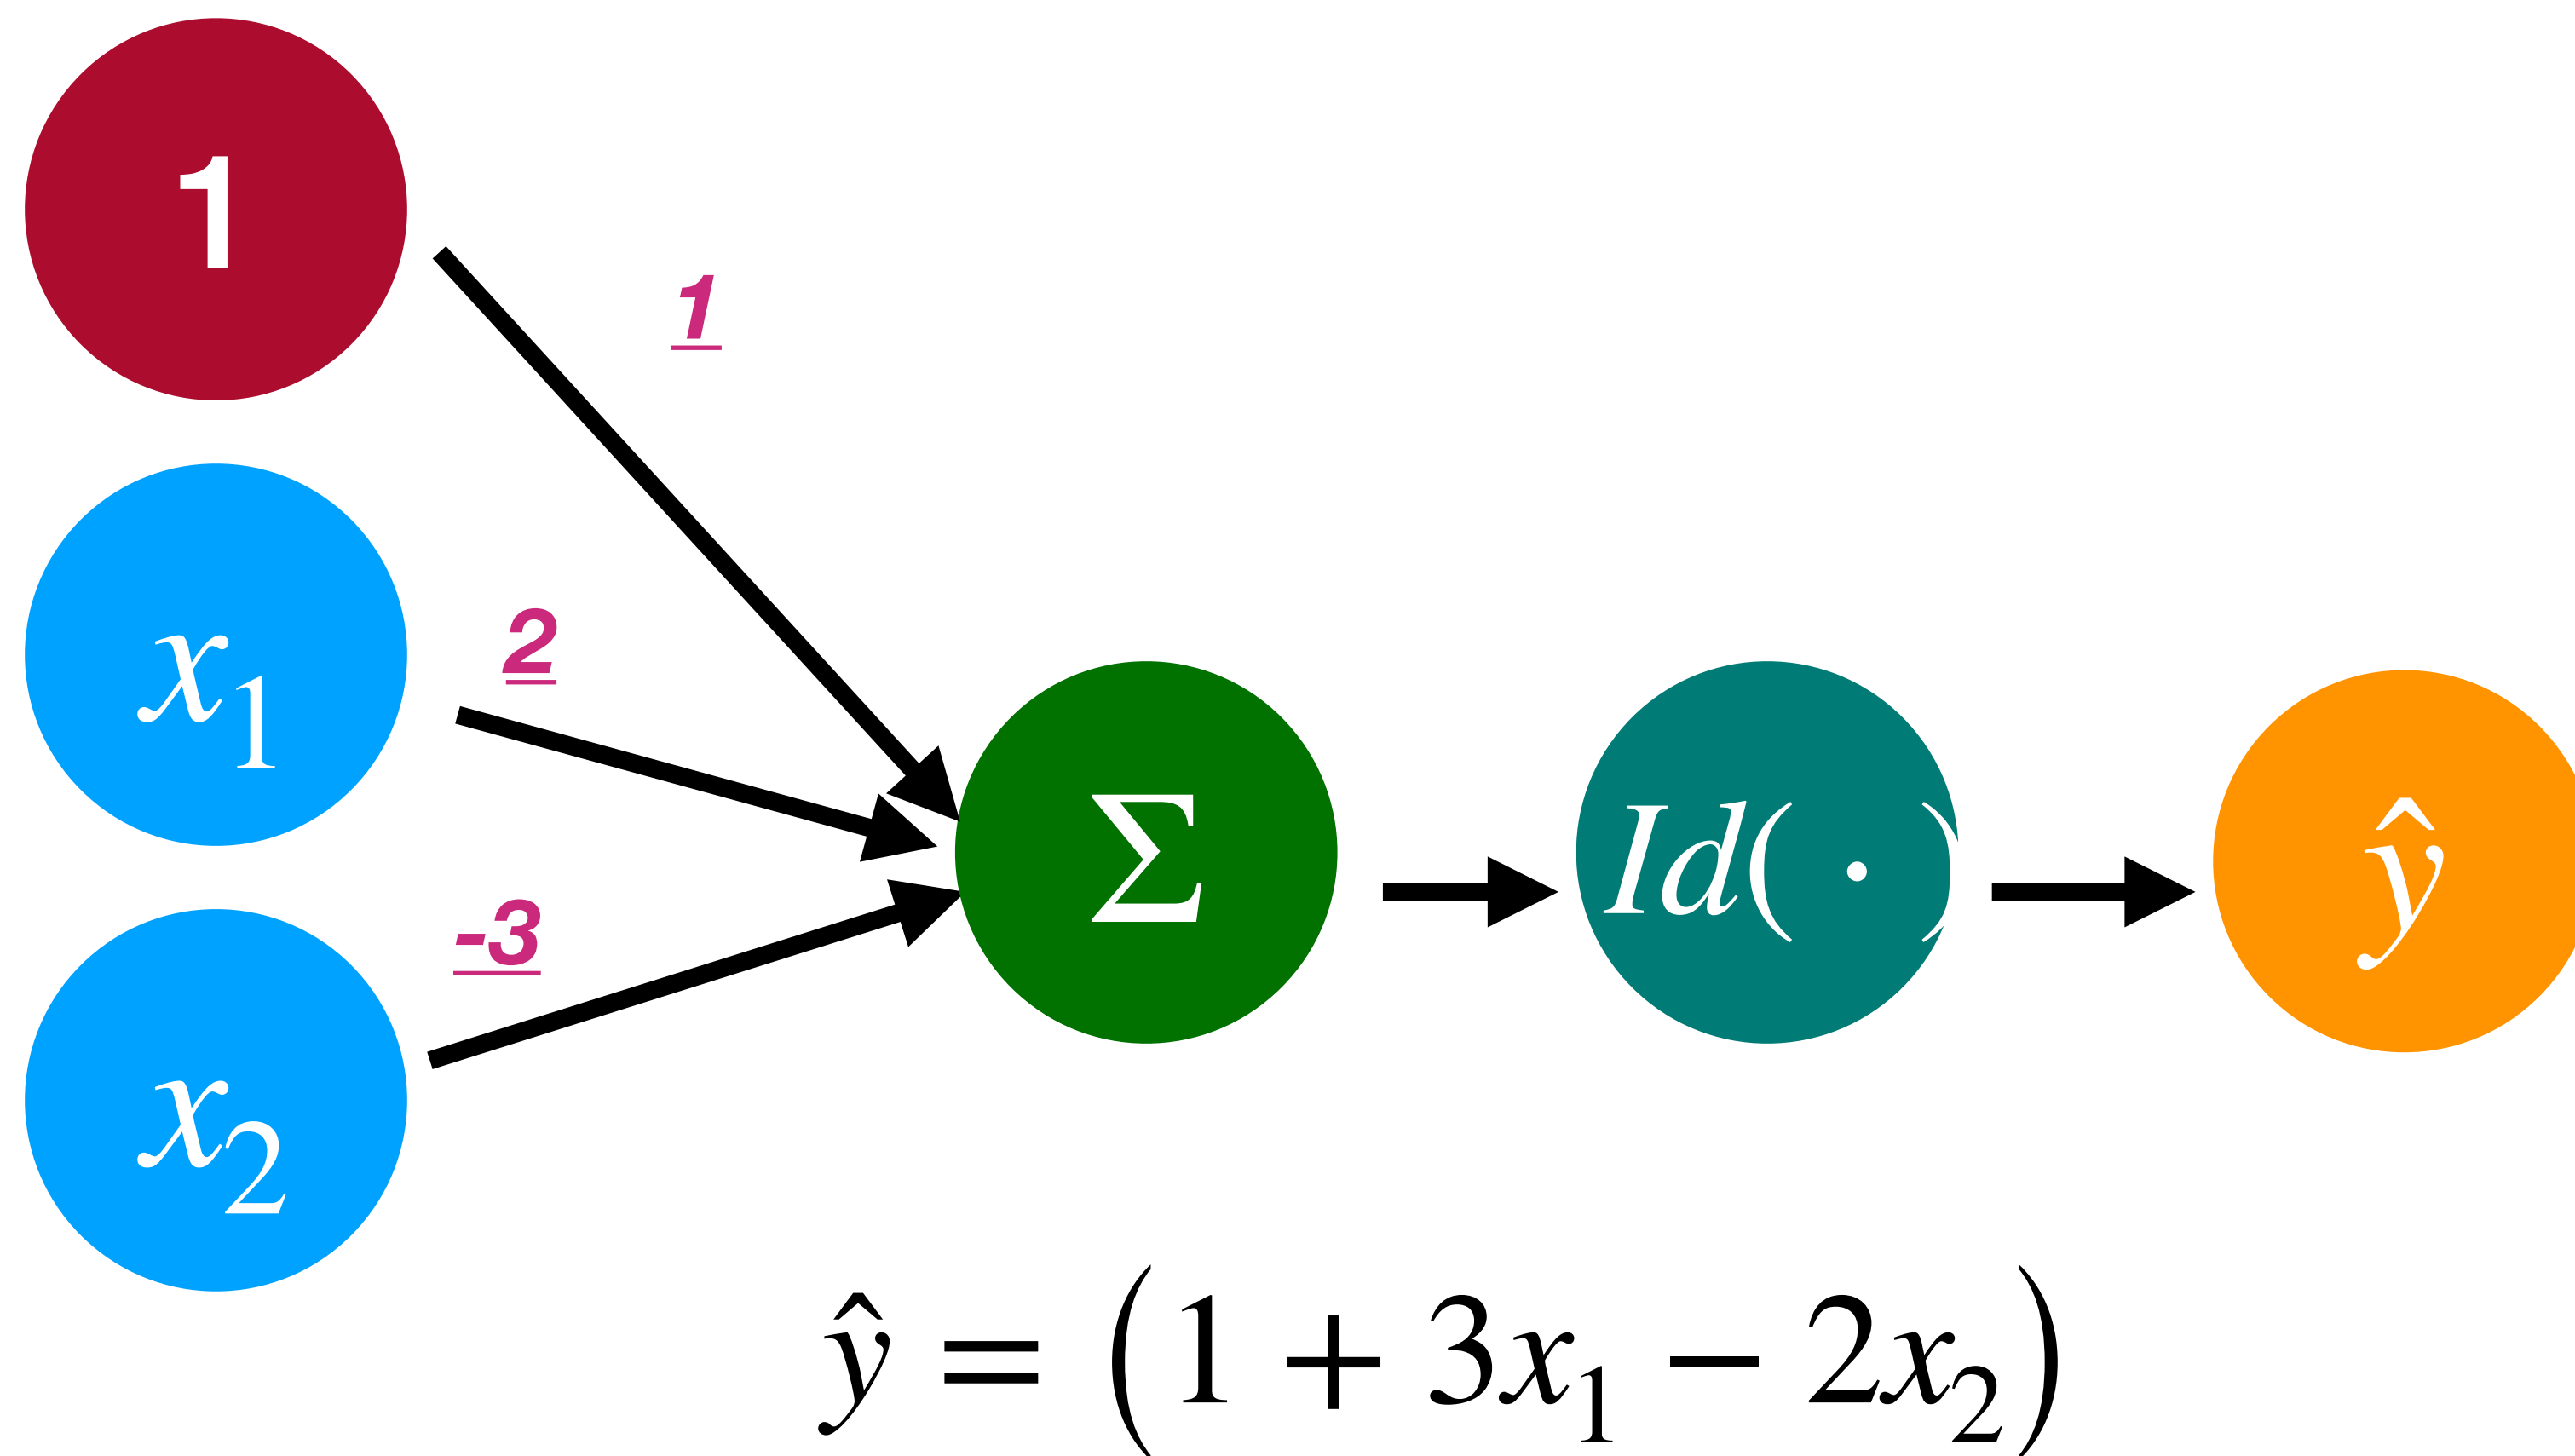 1
1
x₁
2
x₂
-3
Σ
Id( · )
ŷ
ŷ = (1 + 3x₁ − 2x₂)